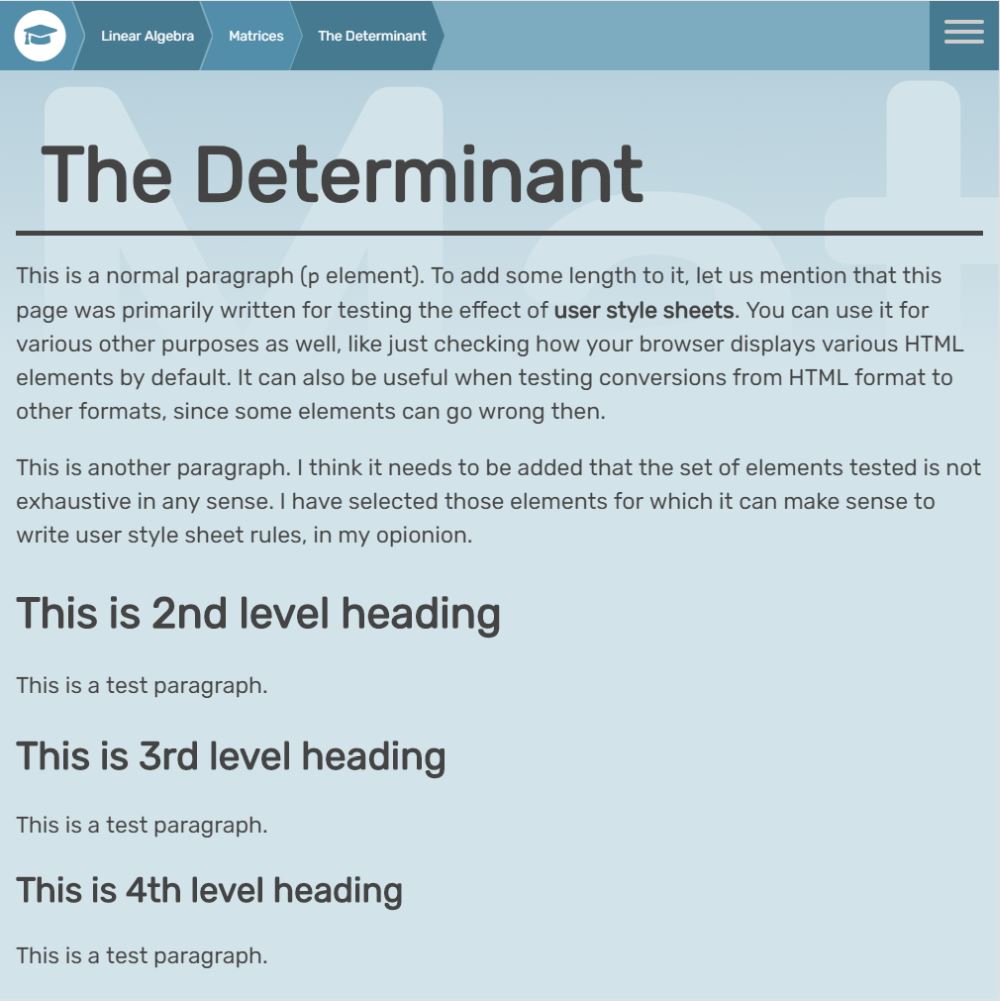 Linear Algebra
Matrices
The Determinant
Mat
The Determinant
This is a normal paragraph (p element). To add some length to it, let us mention that this
page was primarily written for testing the effect of user style sheets. You can use it for
various other purposes as well, like just checking how your browser displays various HTML
elements by default. It can also be useful when testing conversions from HTML format to
other formats, since some elements can go wrong then.
This is another paragraph. I think it needs to be added that the set of elements tested is not
exhaustive in any sense. I have selected those elements for which it can make sense to
write user style sheet rules, in my opionion.
This is 2nd level heading
This is a test paragraph.
This is 3rd level heading
This is a test paragraph.
This is 4th level heading
This is a test paragraph.